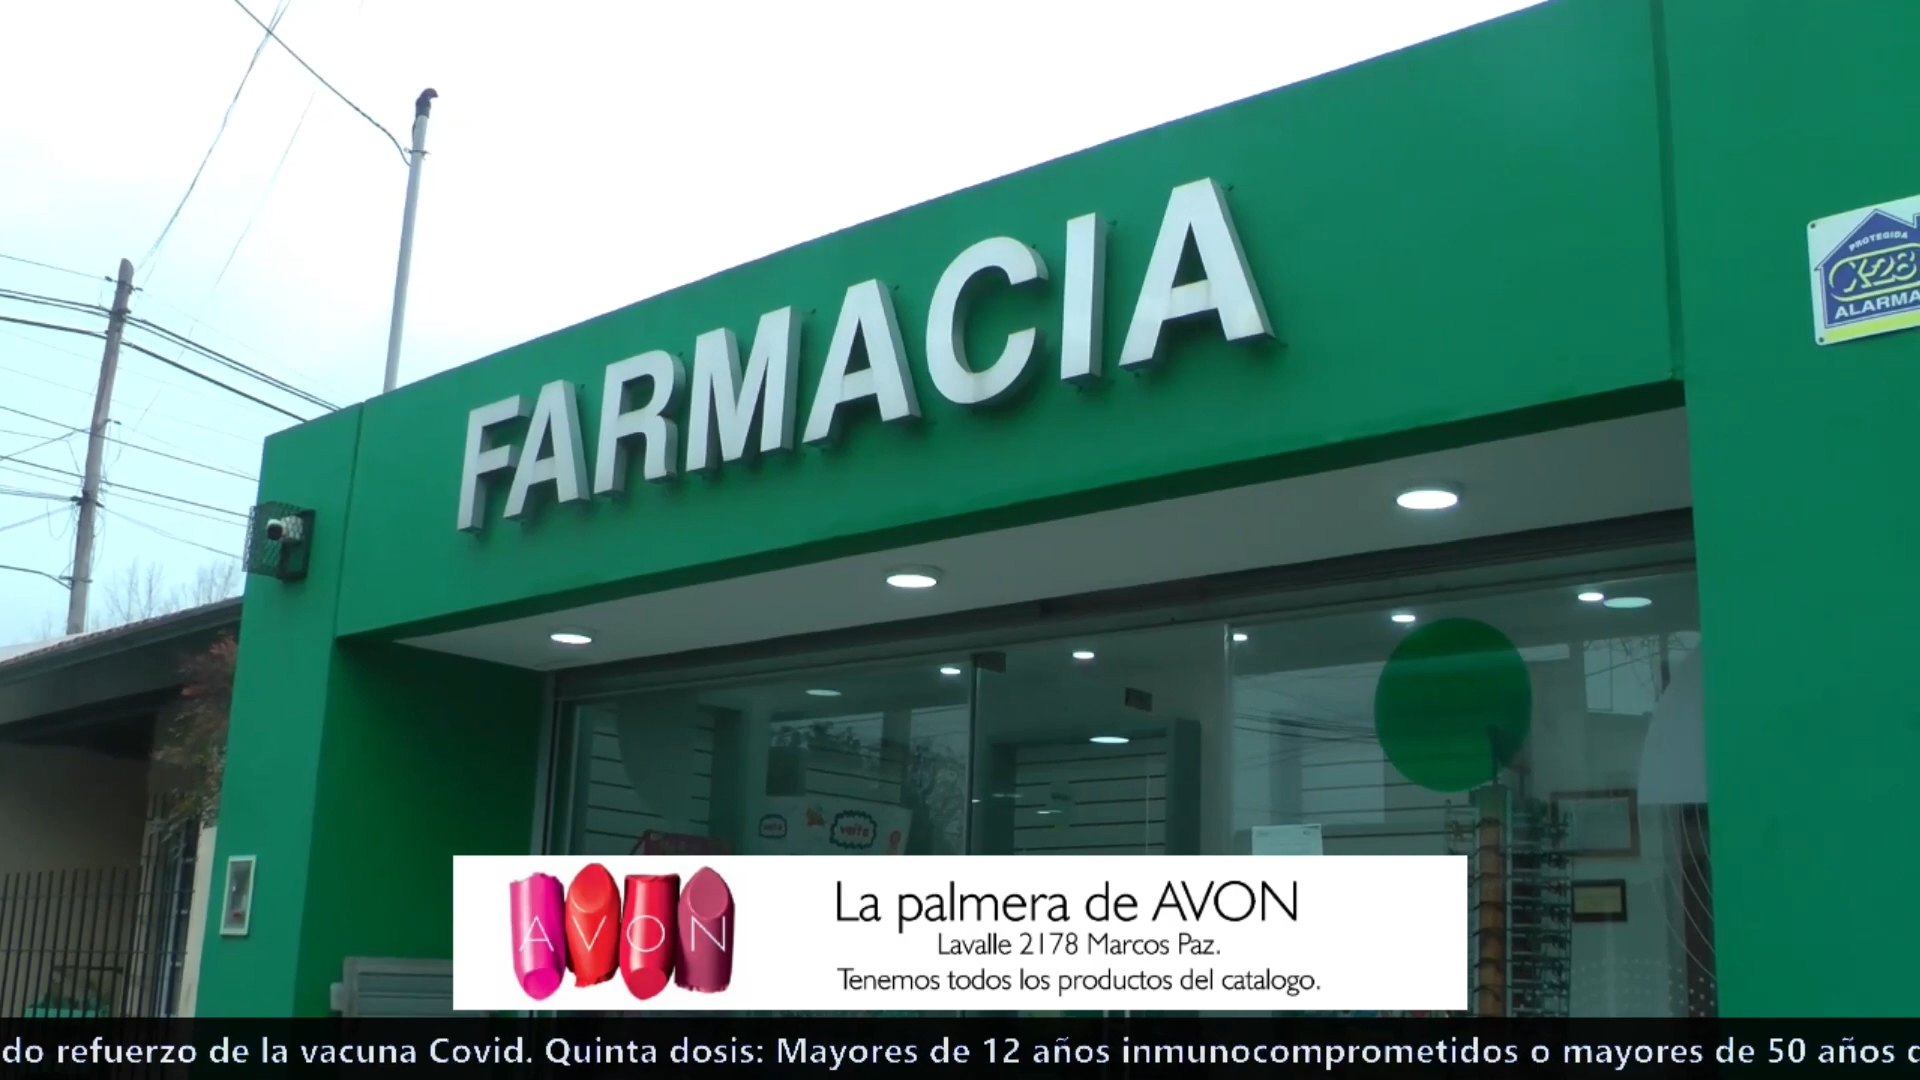 FARMACIA
PROTEGIDA
X-28
ALARMA
volta
AVON
La palmera de AVON
Lavalle 2178 Marcos Paz.
Tenemos todos los productos del catalogo.
do refuerzo de la vacuna Covid. Quinta dosis: Mayores de 12 años inmunocomprometidos o mayores de 50 años